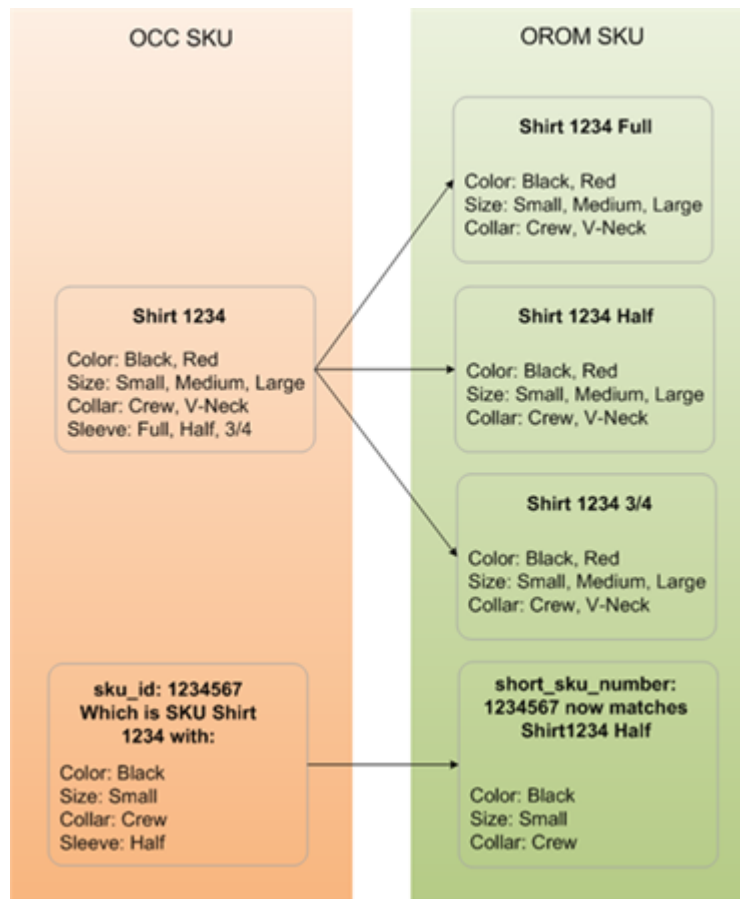 OCC SKU
Shirt 1234
Color: Black, Red
Size: Small, Medium, Large
Collar: Crew, V-Neck
Sleeve: Full, Half, 3/4
sku_id: 1234567
Which is SKU Shirt
1234 with:
Color: Black
Size: Small
Collar: Crew
Sleeve: Half
OROM SKU
Shirt 1234 Full
Color: Black, Red
Size: Small, Medium, Large
Collar: Crew, V-Neck
Shirt 1234 Half
Color: Black, Red
Size: Small, Medium, Large
Collar: Crew, V-Neck
Shirt 1234 3/4
Color: Black, Red
Size: Small, Medium, Large
Collar: Crew, V-Neck
short_sku_number:
1234567 now matches
Shirt1234 Half
Color: Black
Size: Small
Collar: Crew